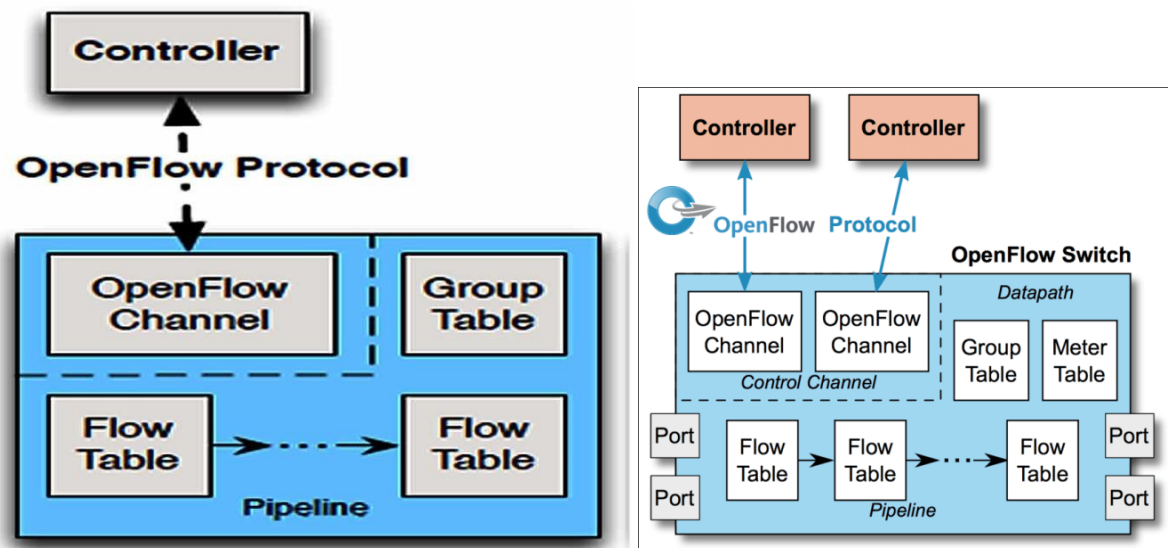 Controller
OpenFlow Protocol
OpenFlow
Channel
Group
Table
Flow
Table
Flow
Table
Pipeline
Controller
Controller
OpenFlow Protocol
OpenFlow Switch
Datapath
OpenFlow
Channel
OpenFlow
Channel
Control Channel
Group
Table
Meter
Table
Port
Port
Flow
Table
Flow
Table
Flow
Table
Pipeline
Port
Port